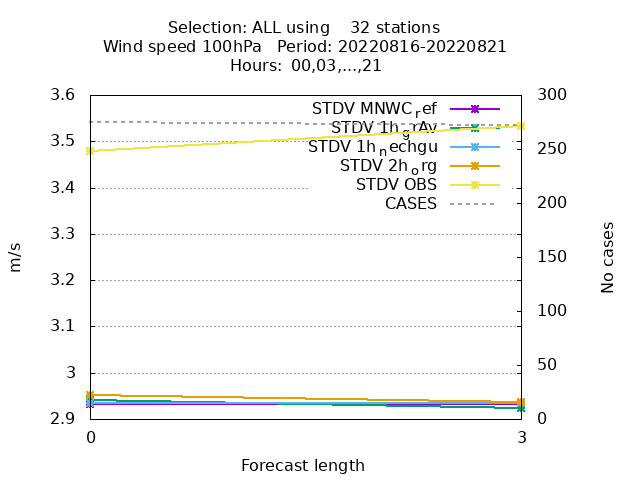 Selection: ALL using    32 stations
Wind speed 100hPa   Period: 20220816-20220821
Hours:  00,03,...,21
STDV MNWC_ref
STDV 1h_grAv
STDV 1h_nechgu
STDV 2h_org
STDV OBS
CASES
3.6
3.5
3.4
3.3
3.2
3.1
3
2.9
300
250
200
150
100
50
0
m/s
No cases
0
3
Forecast length